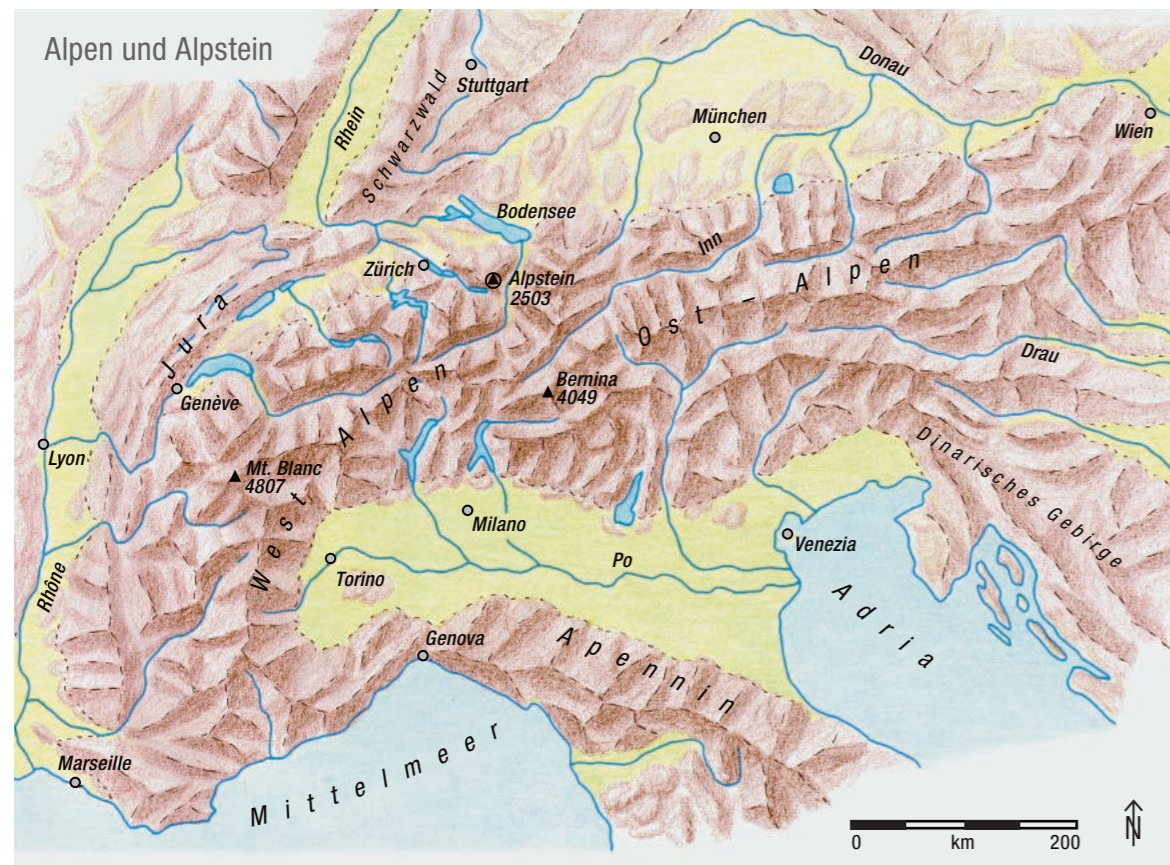 Alpen und Alpstein
Stuttgart
Donau
Rhein
Schwarzwald
München
Wien
Bodensee
Inn
Zürich
Alpstein
2503
Ost – Alpen
Jura
Drau
Genève
Bernina
4049
Lyon
Mt. Blanc
4807
West Alpen
Dinarisches Gebirge
Milano
Venezia
Po
Torino
Rhône
Adria
Genova
Apennin
Marseille
Mittelmeer
0 km 200
N